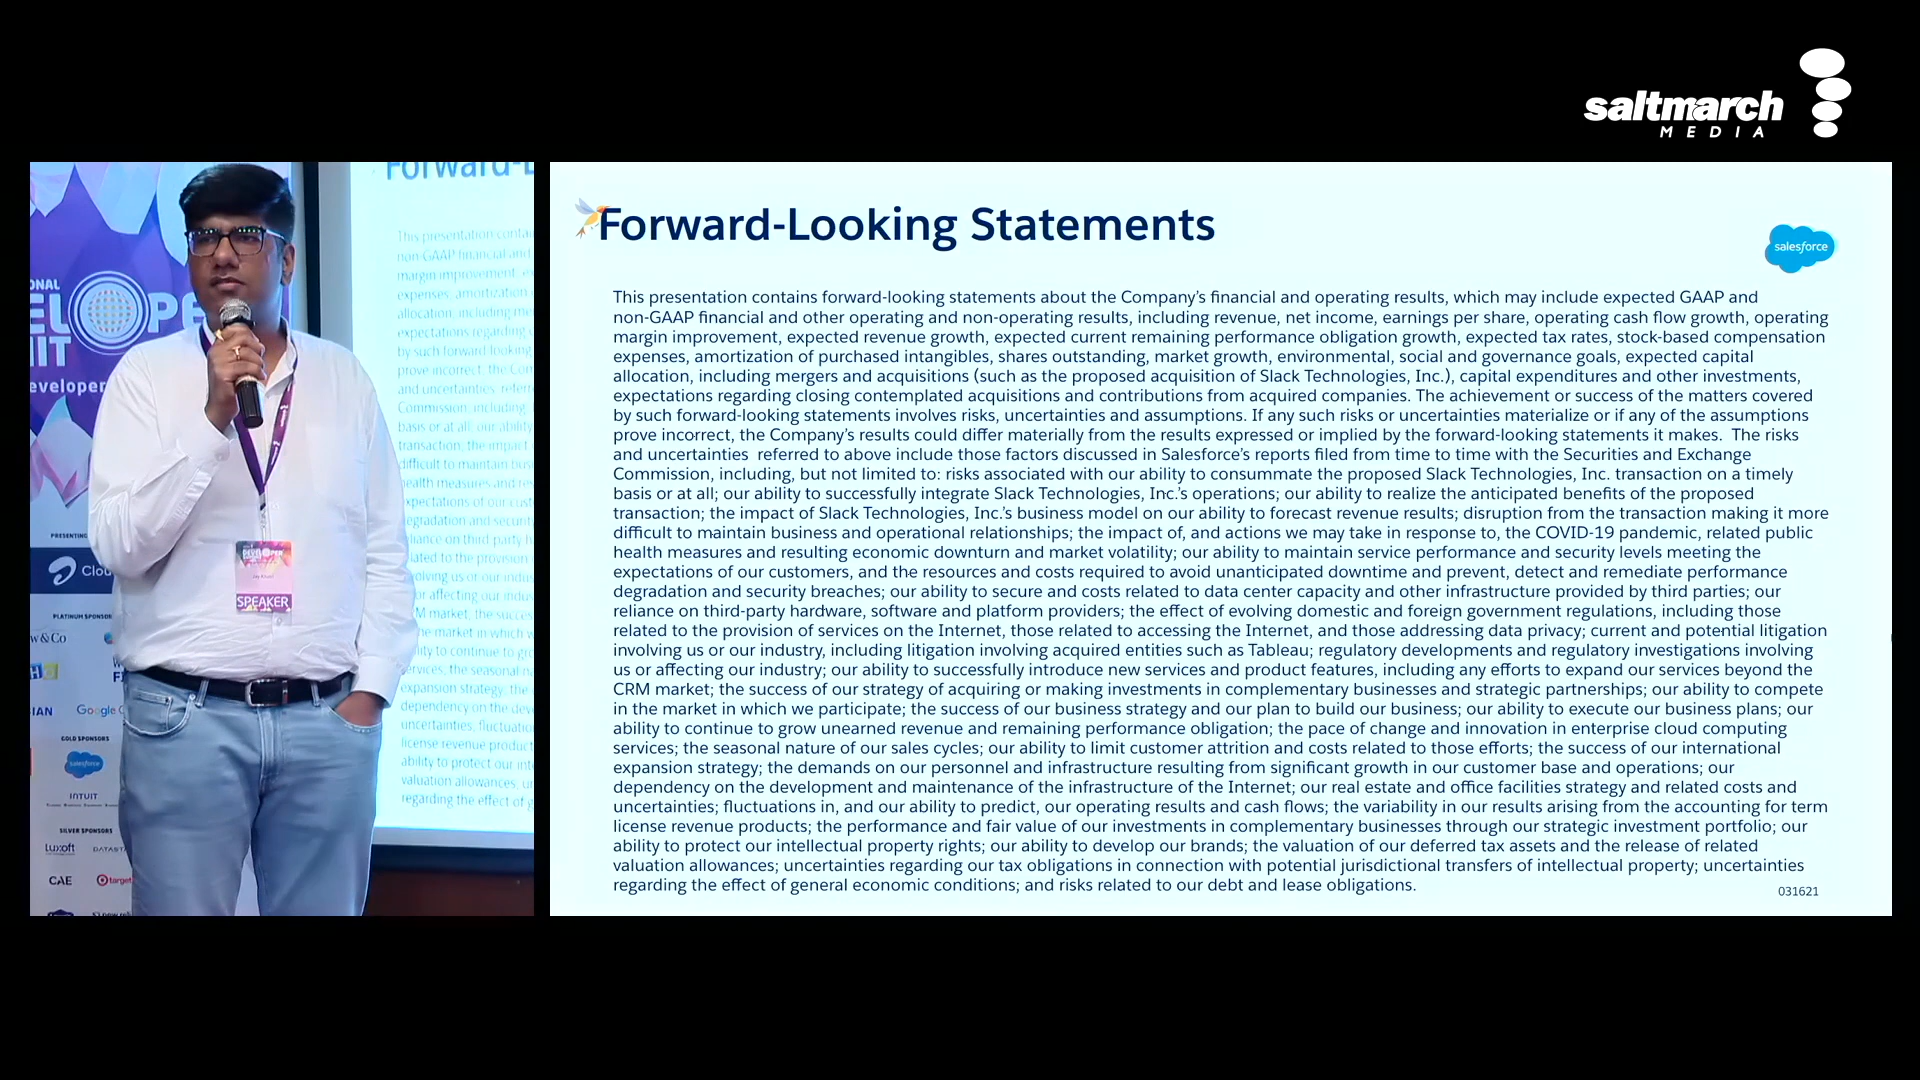 saltmarch
MEDIA
Forward-Looking Statements
salesforce
This presentation contains forward-looking statements about the Company's financial and operating results, which may include expected GAAP and
non-GAAP financial and other operating and non-operating results, including revenue, net income, earnings per share, operating cash flow growth, operating
margin improvement, expected revenue growth, expected current remaining performance obligation growth, expected tax rates, stock-based compensation
expenses, amortization of purchased intangibles, shares outstanding, market growth, environmental, social and governance goals, expected capital
allocation, including mergers and acquisitions (such as the proposed acquisition of Slack Technologies, Inc.), capital expenditures and other investments,
expectations regarding closing contemplated acquisitions and contributions from acquired companies. The achievement or success of the matters covered
by such forward-looking statements involves risks, uncertainties and assumptions. If any such risks or uncertainties materialize or if any of the assumptions
prove incorrect, the Company's results could differ materially from the results expressed or implied by the forward-looking statements it makes.  The risks
and uncertainties  referred to above include those factors discussed in Salesforce's reports filed from time to time with the Securities and Exchange
Commission, including, but not limited to: risks associated with our ability to consummate the proposed Slack Technologies, Inc. transaction on a timely
basis or at all; our ability to successfully integrate Slack Technologies, Inc.'s operations; our ability to realize the anticipated benefits of the proposed
transaction; the impact of Slack Technologies, Inc.'s business model on our ability to forecast revenue results; disruption from the transaction making it more
difficult to maintain business and operational relationships; the impact of, and actions we may take in response to, the COVID-19 pandemic, related public
health measures and resulting economic downturn and market volatility; our ability to maintain service performance and security levels meeting the
expectations of our customers, and the resources and costs required to avoid unanticipated downtime and prevent, detect and remediate performance
degradation and security breaches; our ability to secure and costs related to data center capacity and other infrastructure provided by third parties; our
reliance on third-party hardware, software and platform providers; the effect of evolving domestic and foreign government regulations, including those
related to the provision of services on the Internet, those related to accessing the Internet, and those addressing data privacy; current and potential litigation
involving us or our industry, including litigation involving acquired entities such as Tableau; regulatory developments and regulatory investigations involving
us or affecting our industry; our ability to successfully introduce new services and product features, including any efforts to expand our services beyond the
CRM market; the success of our strategy of acquiring or making investments in complementary businesses and strategic partnerships; our ability to compete
in the market in which we participate; the success of our business strategy and our plan to build our business; our ability to execute our business plans; our
ability to continue to grow unearned revenue and remaining performance obligation; the pace of change and innovation in enterprise cloud computing
services; the seasonal nature of our sales cycles; our ability to limit customer attrition and costs related to those efforts; the success of our international
expansion strategy; the demands on our personnel and infrastructure resulting from significant growth in our customer base and operations; our
dependency on the development and maintenance of the infrastructure of the Internet; our real estate and office facilities strategy and related costs and
uncertainties; fluctuations in, and our ability to predict, our operating results and cash flows; the variability in our results arising from the accounting for term
license revenue products; the performance and fair value of our investments in complementary businesses through our strategic investment portfolio; our
ability to protect our intellectual property rights; our ability to develop our brands; the valuation of our deferred tax assets and the release of related
valuation allowances; uncertainties regarding our tax obligations in connection with potential jurisdictional transfers of intellectual property; uncertainties
regarding the effect of general economic conditions; and risks related to our debt and lease obligations.
031621
SPEAKER
PLATINUM SPONSOR
w&Co
Google
GOLD SPONSORS
salesforce
INTUIT
SILVER SPONSORS
Luxoft
CAE
target